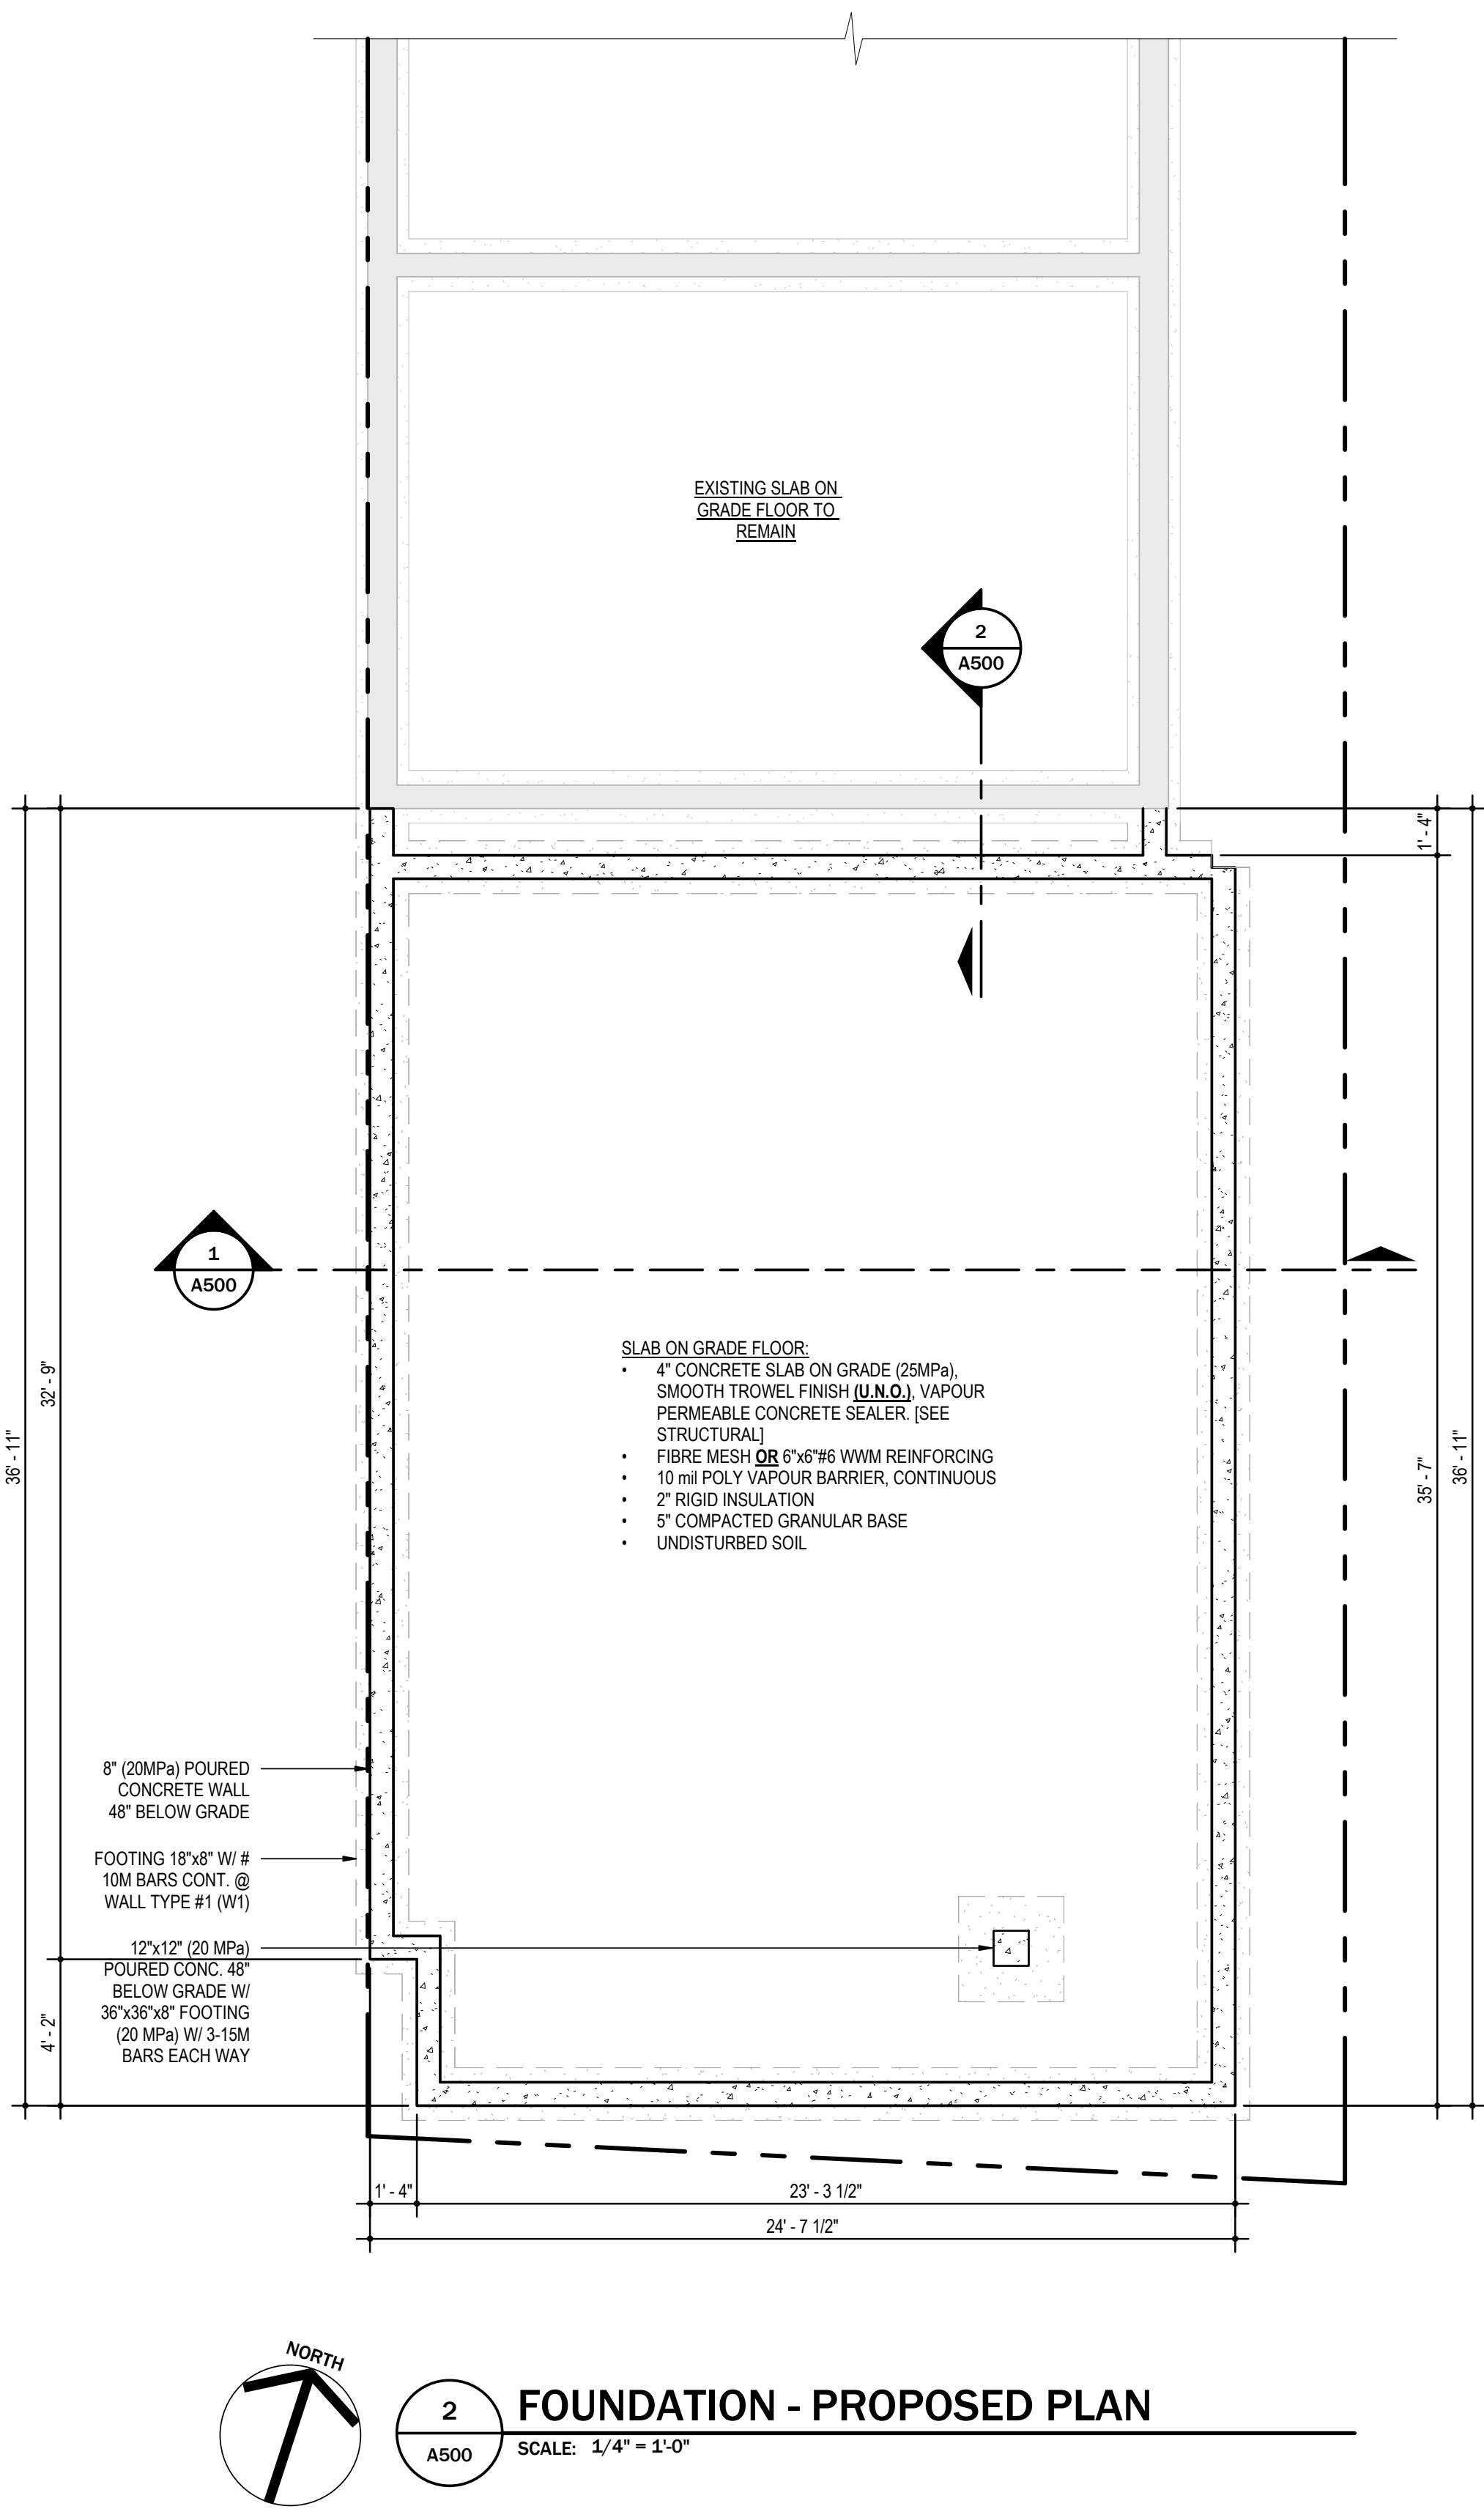 EXISTING SLAB ON
GRADE FLOOR TO
REMAIN
2
A500
1' - 4"
1
A500
32' - 9"
36' - 11"
35' - 7"
36' - 11"
SLAB ON GRADE FLOOR:
• 4" CONCRETE SLAB ON GRADE (25MPa),
SMOOTH TROWEL FINISH (U.N.O.), VAPOUR
PERMEABLE CONCRETE SEALER. [SEE
STRUCTURAL]
• FIBRE MESH OR 6"x6"#6 WWM REINFORCING
• 10 mil POLY VAPOUR BARRIER, CONTINUOUS
• 2" RIGID INSULATION
• 5" COMPACTED GRANULAR BASE
• UNDISTURBED SOIL
8" (20MPa) POURED
CONCRETE WALL
48" BELOW GRADE
FOOTING 18"x8" W/ #
10M BARS CONT. @
WALL TYPE #1 (W1)
12"x12" (20 MPa)
POURED CONC. 48"
BELOW GRADE W/
36"x36"x8" FOOTING
(20 MPa) W/ 3-15M
BARS EACH WAY
4' - 2"
1' - 4"
23' - 3 1/2"
24' - 7 1/2"
NORTH
2
A500
FOUNDATION - PROPOSED PLAN
SCALE: 1/4" = 1'-0"